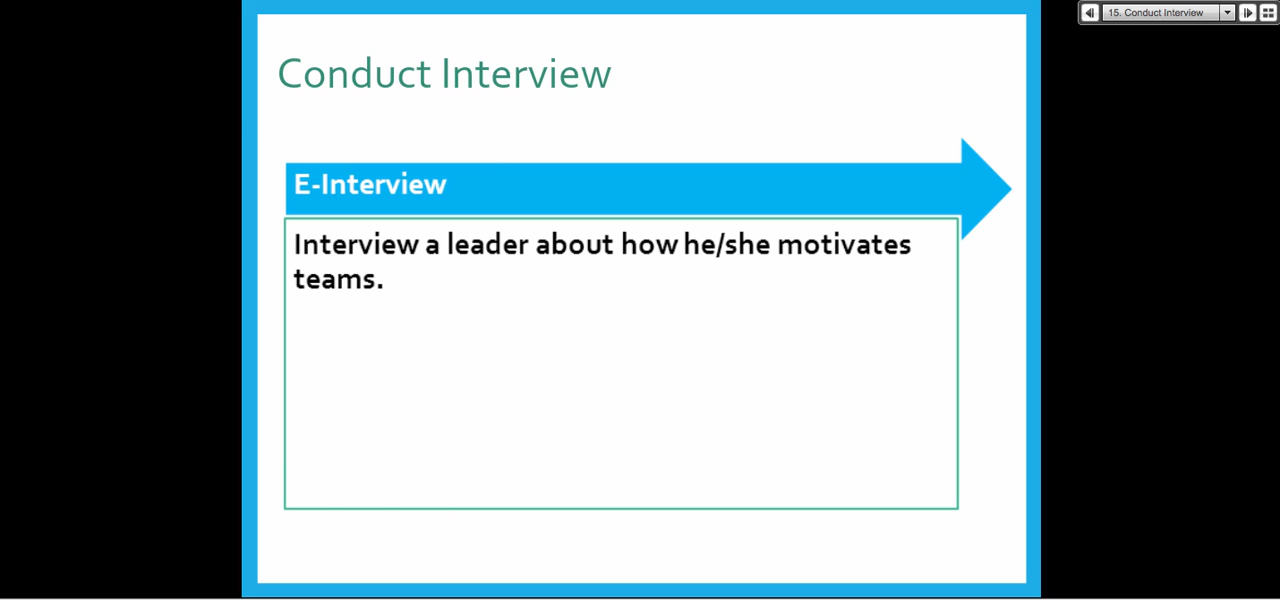 15. Conduct Interview
Conduct Interview
E-Interview
Interview a leader about how he/she motivates
teams.